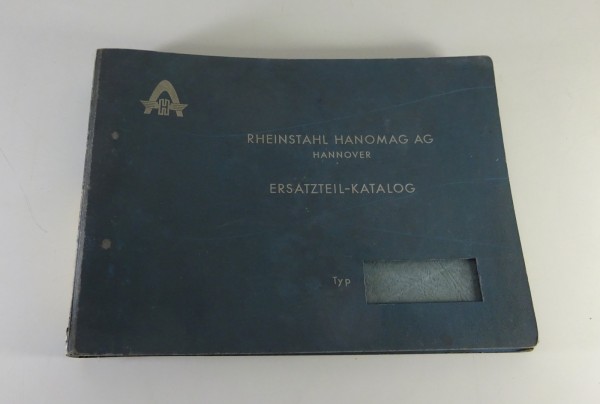 RHEINSTAHL HANOMAG AG
HANNOVER
ERSATZTEIL-KATALOG
Typ